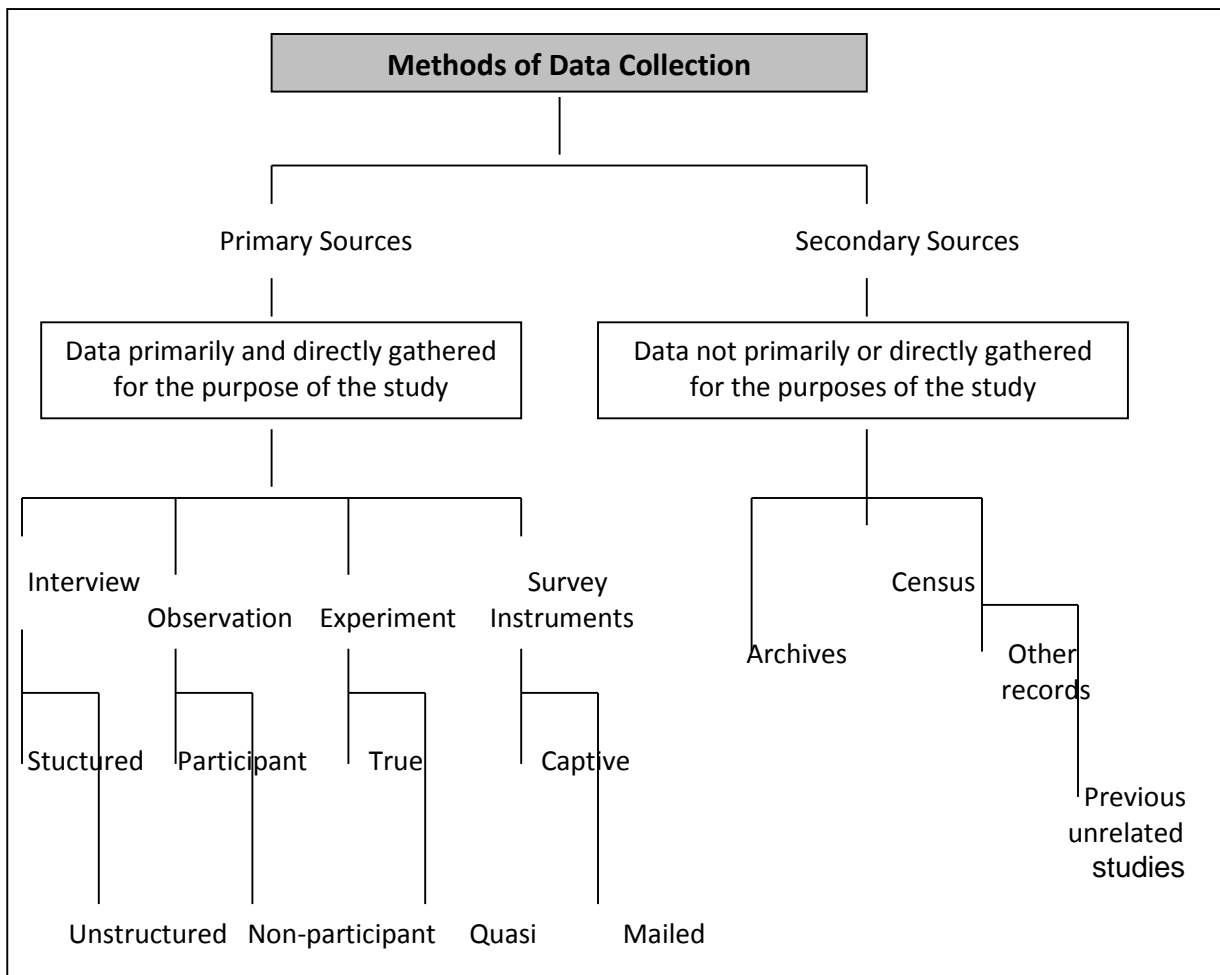 Methods of Data Collection
Primary Sources
Secondary Sources
Data primarily and directly gathered
for the purpose of the study
Data not primarily or directly gathered
for the purposes of the study
Interview
Observation
Experiment
Survey
Instruments
Archives
Census
Other
records
Stuctured
Participant
True
Captive
Previous
unrelated
studies
Unstructured
Non-participant
Quasi
Mailed